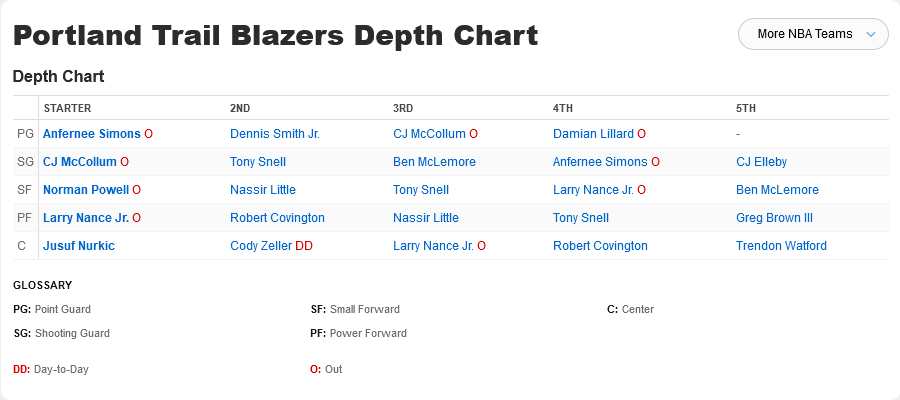 Portland Trail Blazers Depth Chart
More NBA Teams
Depth Chart
STARTER 2ND 3RD 4TH 5TH
PG Anfernee Simons O Dennis Smith Jr. CJ McCollum O Damian Lillard O -
SG CJ McCollum O Tony Snell Ben McLemore Anfernee Simons O CJ Elleby
SF Norman Powell O Nassir Little Tony Snell Larry Nance Jr. O Ben McLemore
PF Larry Nance Jr. O Robert Covington Nassir Little Tony Snell Greg Brown III
C Jusuf Nurkic Cody Zeller DD Larry Nance Jr. O Robert Covington Trendon Watford
GLOSSARY
PG: Point Guard SF: Small Forward C: Center
SG: Shooting Guard PF: Power Forward
DD: Day-to-Day O: Out